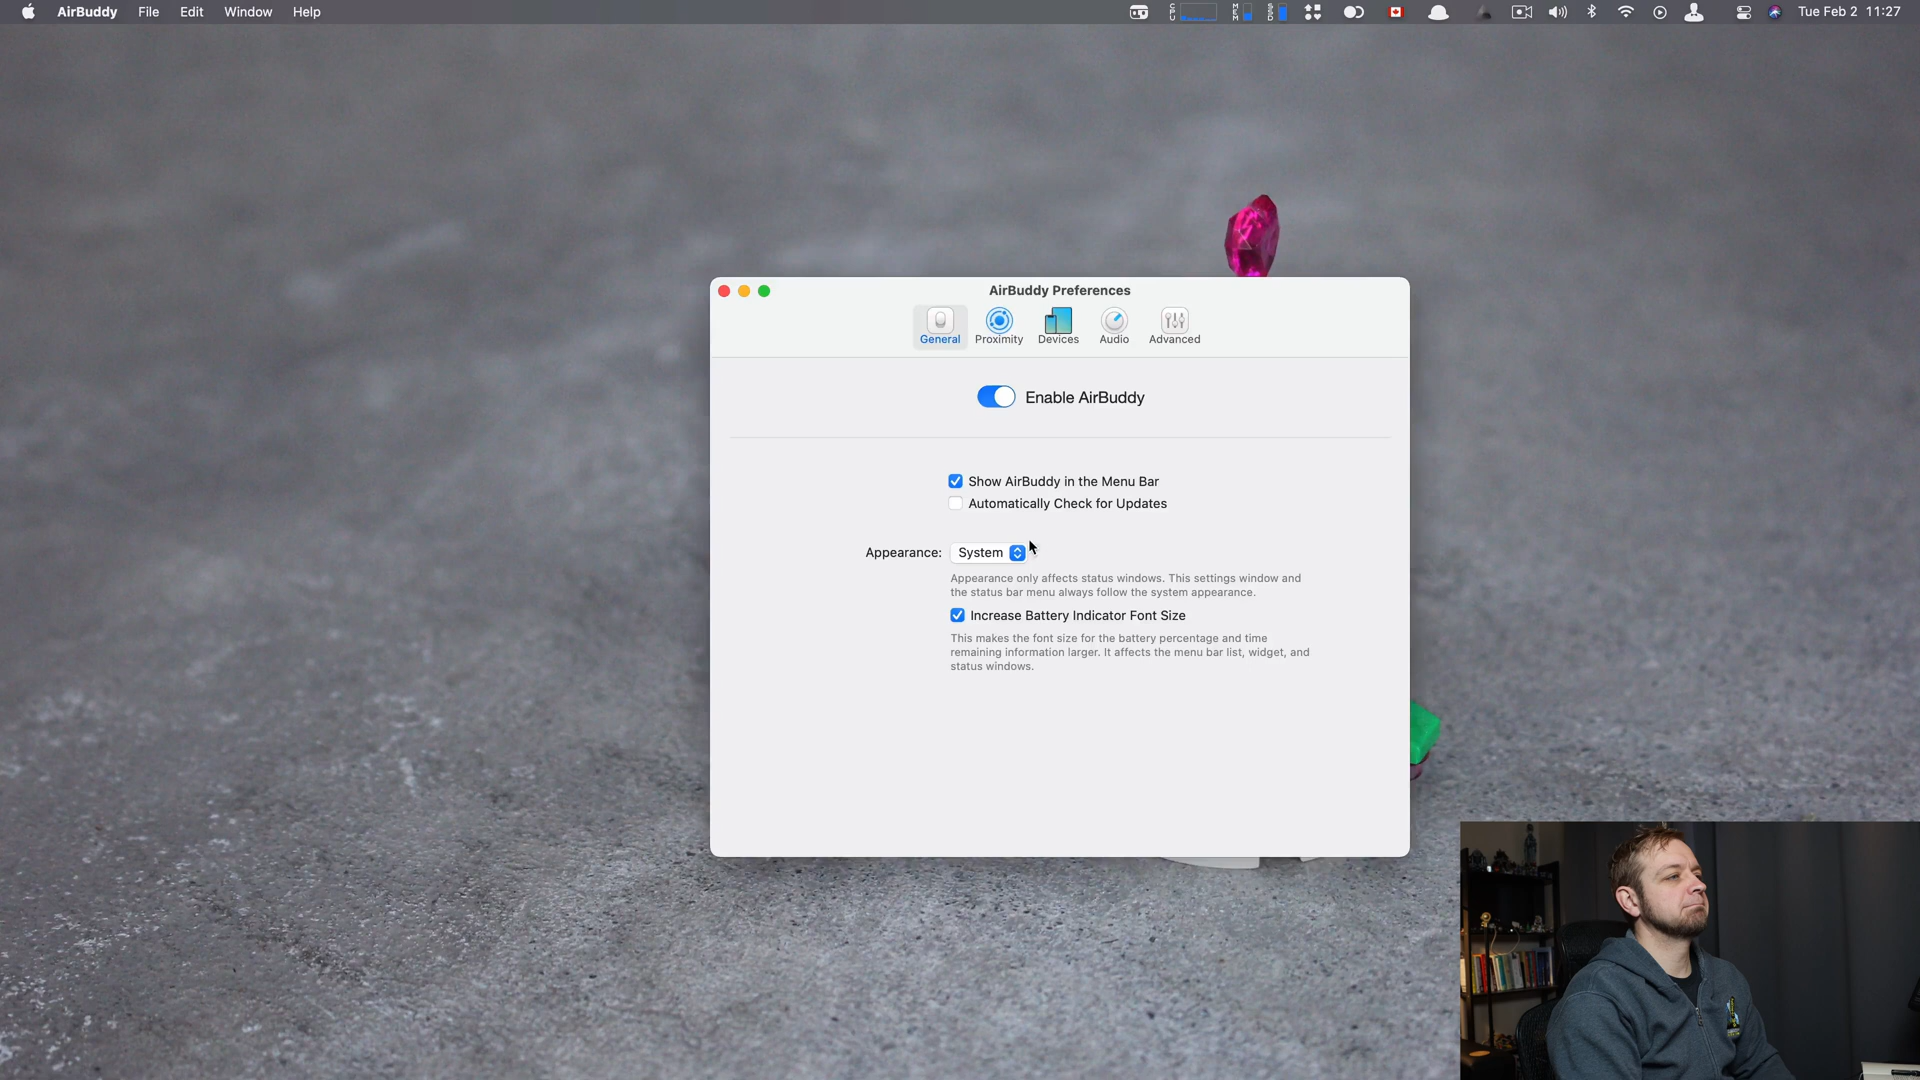 AirBuddy File Edit Window Help
CPU MEM SSD Tue Feb 2 11:27
AirBuddy Preferences
General Proximity Devices Audio Advanced
Enable AirBuddy
Show AirBuddy in the Menu Bar
Automatically Check for Updates
Appearance: System
Appearance only affects status windows. This settings window and
the status bar menu always follow the system appearance.
Increase Battery Indicator Font Size
This makes the font size for the battery percentage and time
remaining information larger. It affects the menu bar list, widget, and
status windows.